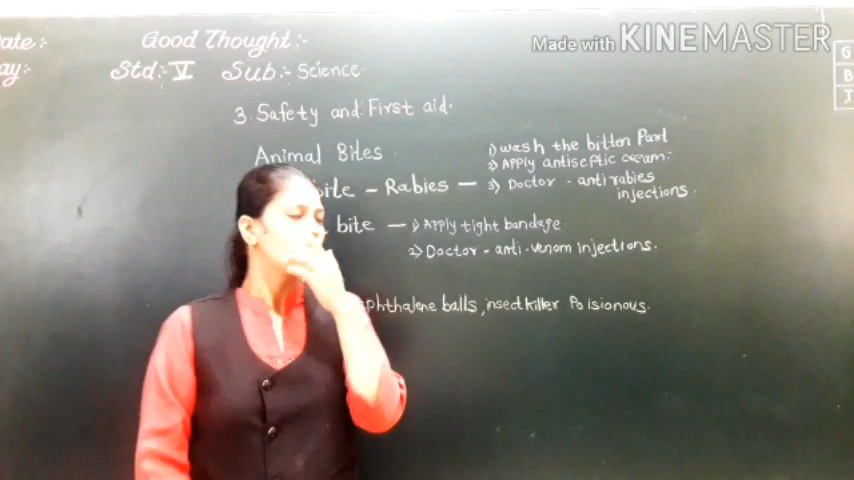 Made with KINEMASTER
ate:- Good Thought:-
ay:- Std:- V Sub:- Science.
G
B
T
3. Safety and First aid.
Animal Bites
1) wash the bitten Part
2) Apply antiseptic cream:
bite - Rabies - 3) Doctor - anti rabies
injections.
bite - 1) Apply tight bandage
2) Doctor - anti-venom injections.
phthalene balls, insect killer Poisionous.